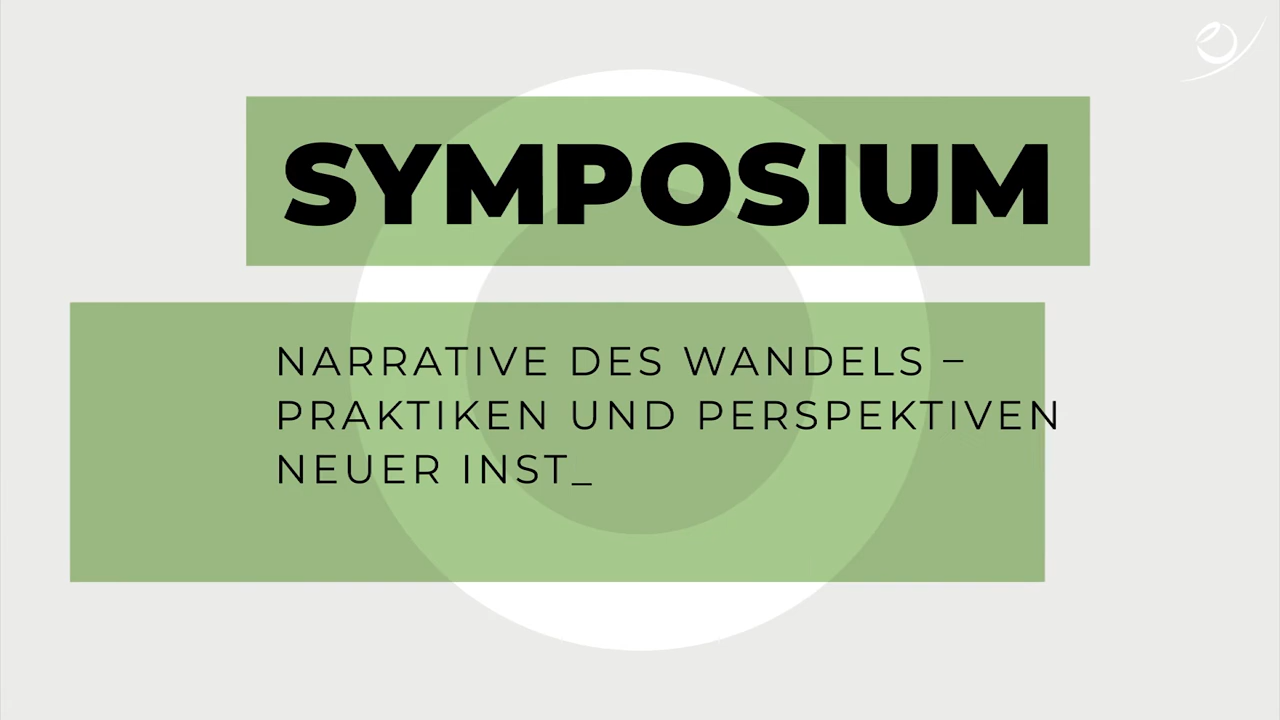 SYMPOSIUM
NARRATIVE DES WANDELS –
PRAKTIKEN UND PERSPEKTIVEN
NEUER INST_